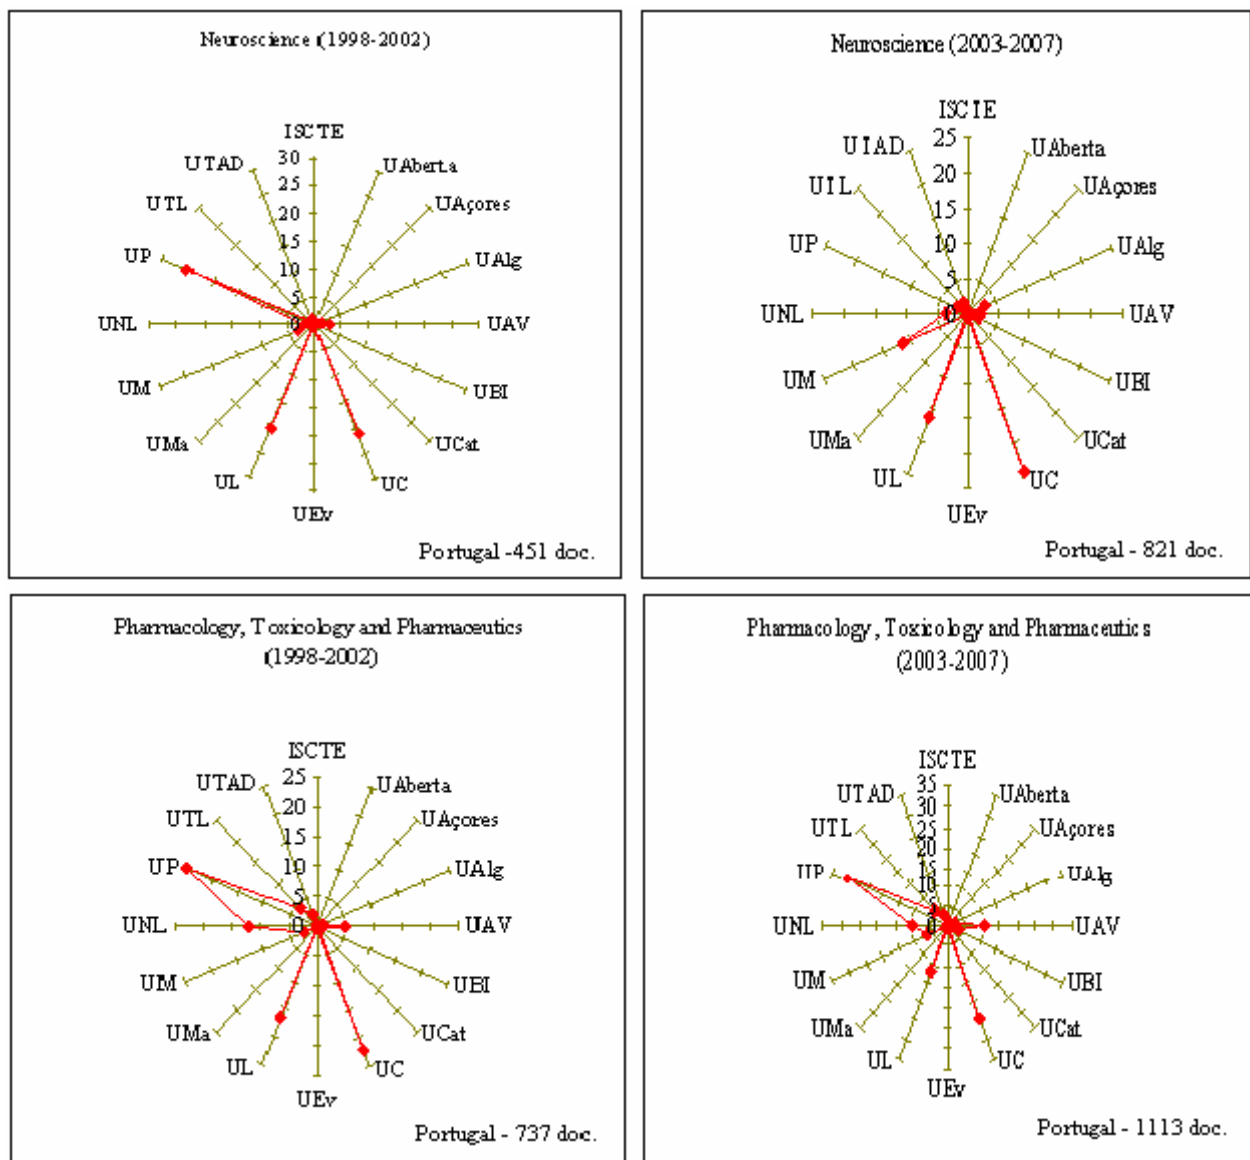 Neuroscience (1998-2002)
ISCTE
UTAD
UAberta
UTL
UAçores
UP
UAlg
UNL
UAV
UM
UBI
UMa
UCat
UL
UC
UEv
30
25
20
15
10
5
0
Portugal -451 doc.
Neuroscience (2003-2007)
ISCTE
UTAD
UAberta
UTL
UAçores
UP
UAlg
UNL
UAV
UM
UBI
UMa
UCat
UL
UC
UEv
25
20
15
10
5
0
Portugal - 821 doc.
Pharmacology, Toxicology and Pharmaceutics
(1998-2002)
ISCTE
UTAD
UAberta
UTL
UAçores
UP
UAlg
UNL
UAV
UM
UBI
UMa
UCat
UL
UC
UEv
25
20
15
10
5
0
Portugal - 737 doc.
Pharmacology, Toxicology and Pharmaceutics
(2003-2007)
ISCTE
UTAD
UAberta
UTL
UAçores
UP
UAlg
UNL
UAV
UM
UBI
UMa
UCat
UL
UC
UEv
35
30
25
20
15
10
5
0
Portugal - 1113 doc.